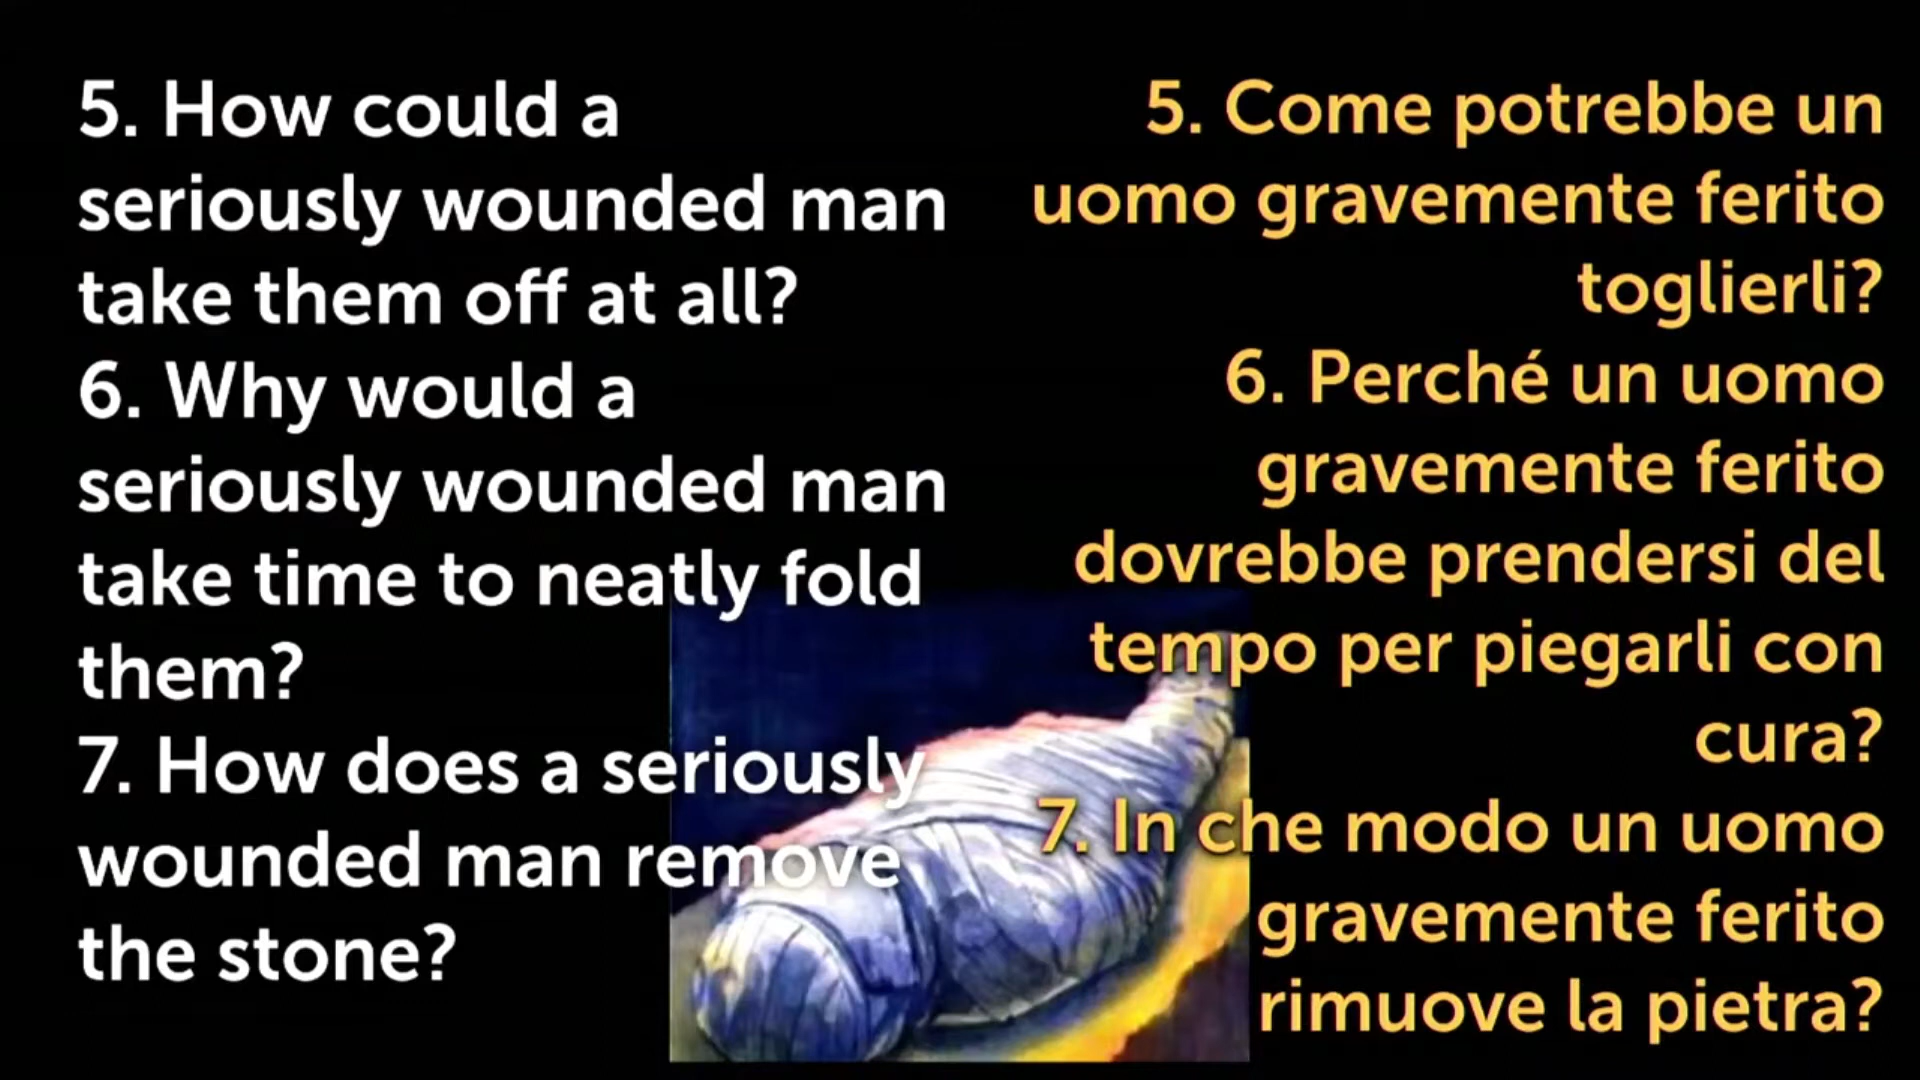 5. How could a
seriously wounded man
take them off at all?
6. Why would a
seriously wounded man
take time to neatly fold
them?
7. How does a seriously
wounded man remove
the stone?
5. Come potrebbe un
uomo gravemente ferito
toglierli?
6. Perché un uomo
gravemente ferito
dovrebbe prendersi del
tempo per piegarli con
cura?
7. In che modo un uomo
gravemente ferito
rimuove la pietra?